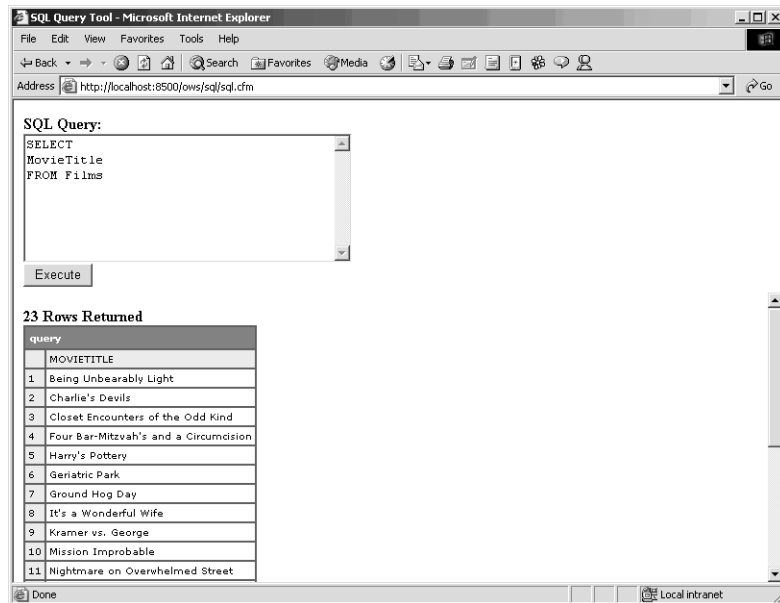 SQL Query Tool - Microsoft Internet Explorer
File Edit View Favorites Tools Help
Back Search Favorites Media
Address http://localhost:8500/ows/sql/sql.cfm Go
SQL Query:
SELECT
MovieTitle
FROM Films
Execute
23 Rows Returned
query
MOVIETITLE
1 Being Unbearably Light
2 Charlie's Devils
3 Closet Encounters of the Odd Kind
4 Four Bar-Mitzvah's and a Circumcision
5 Harry's Pottery
6 Geriatric Park
7 Ground Hog Day
8 It's a Wonderful Wife
9 Kramer vs. George
10 Mission Improbable
11 Nightmare on Overwhelmed Street
Done Local intranet